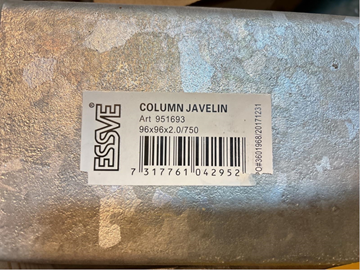 ESSVE®
COLUMN JAVELIN
Art 951693
96x96x2.0/750
7 317761 042952
PO#3601968/20171231